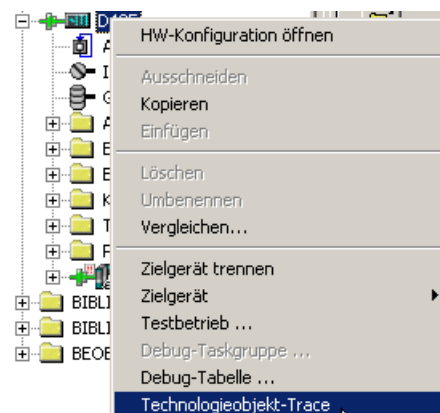 D435
HW-Konfiguration öffnen
Ausschneiden
Kopieren
Einfügen
Löschen
Umbenennen
Vergleichen...
Zielgerät trennen
Zielgerät
Testbetrieb ...
Debug-Taskgruppe ...
Debug-Tabelle ...
Technologieobjekt-Trace
BIBLI
BIBLI
BEOB